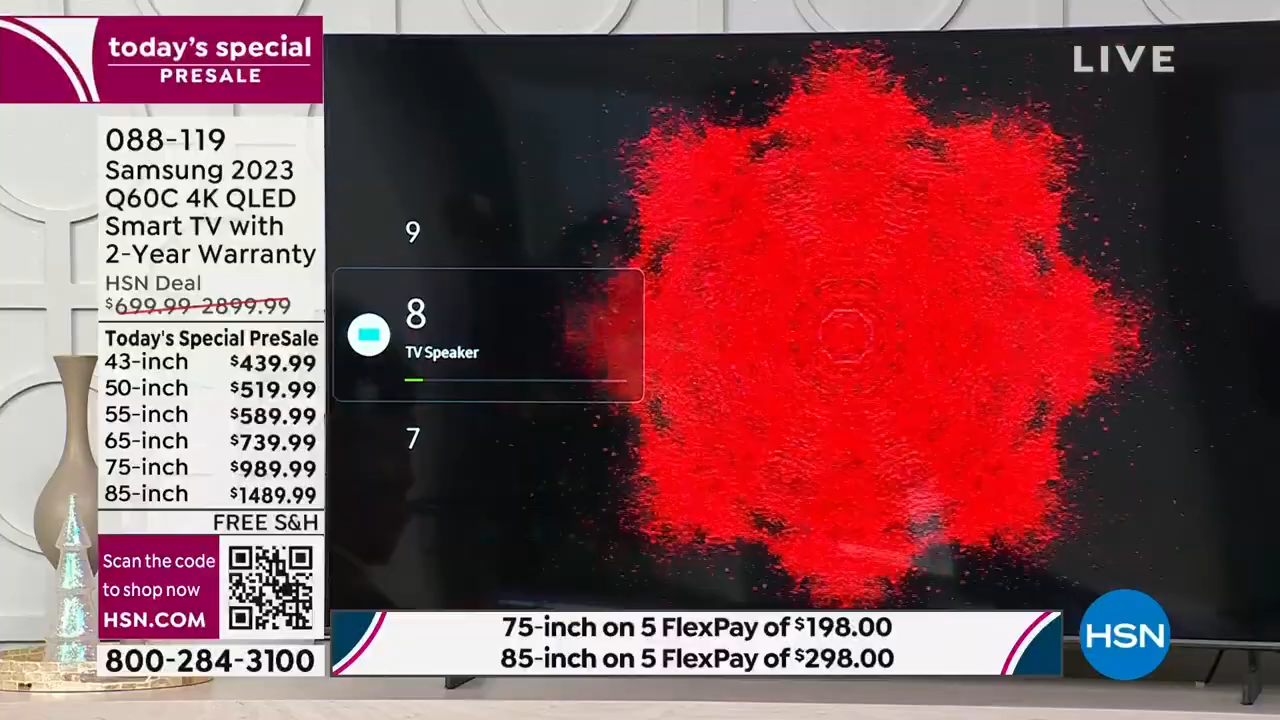 today's special
PRESALE
LIVE
088-119
Samsung 2023
Q60C 4K QLED
Smart TV with
2-Year Warranty
HSN Deal
$699.99-2899.99
Today's Special PreSale
43-inch $439.99
50-inch $519.99
55-inch $589.99
65-inch $739.99
75-inch $989.99
85-inch $1489.99
FREE S&H
Scan the code
to shop now
HSN.COM
800-284-3100
9
8
TV Speaker
7
75-inch on 5 FlexPay of $198.00
85-inch on 5 FlexPay of $298.00
HSN